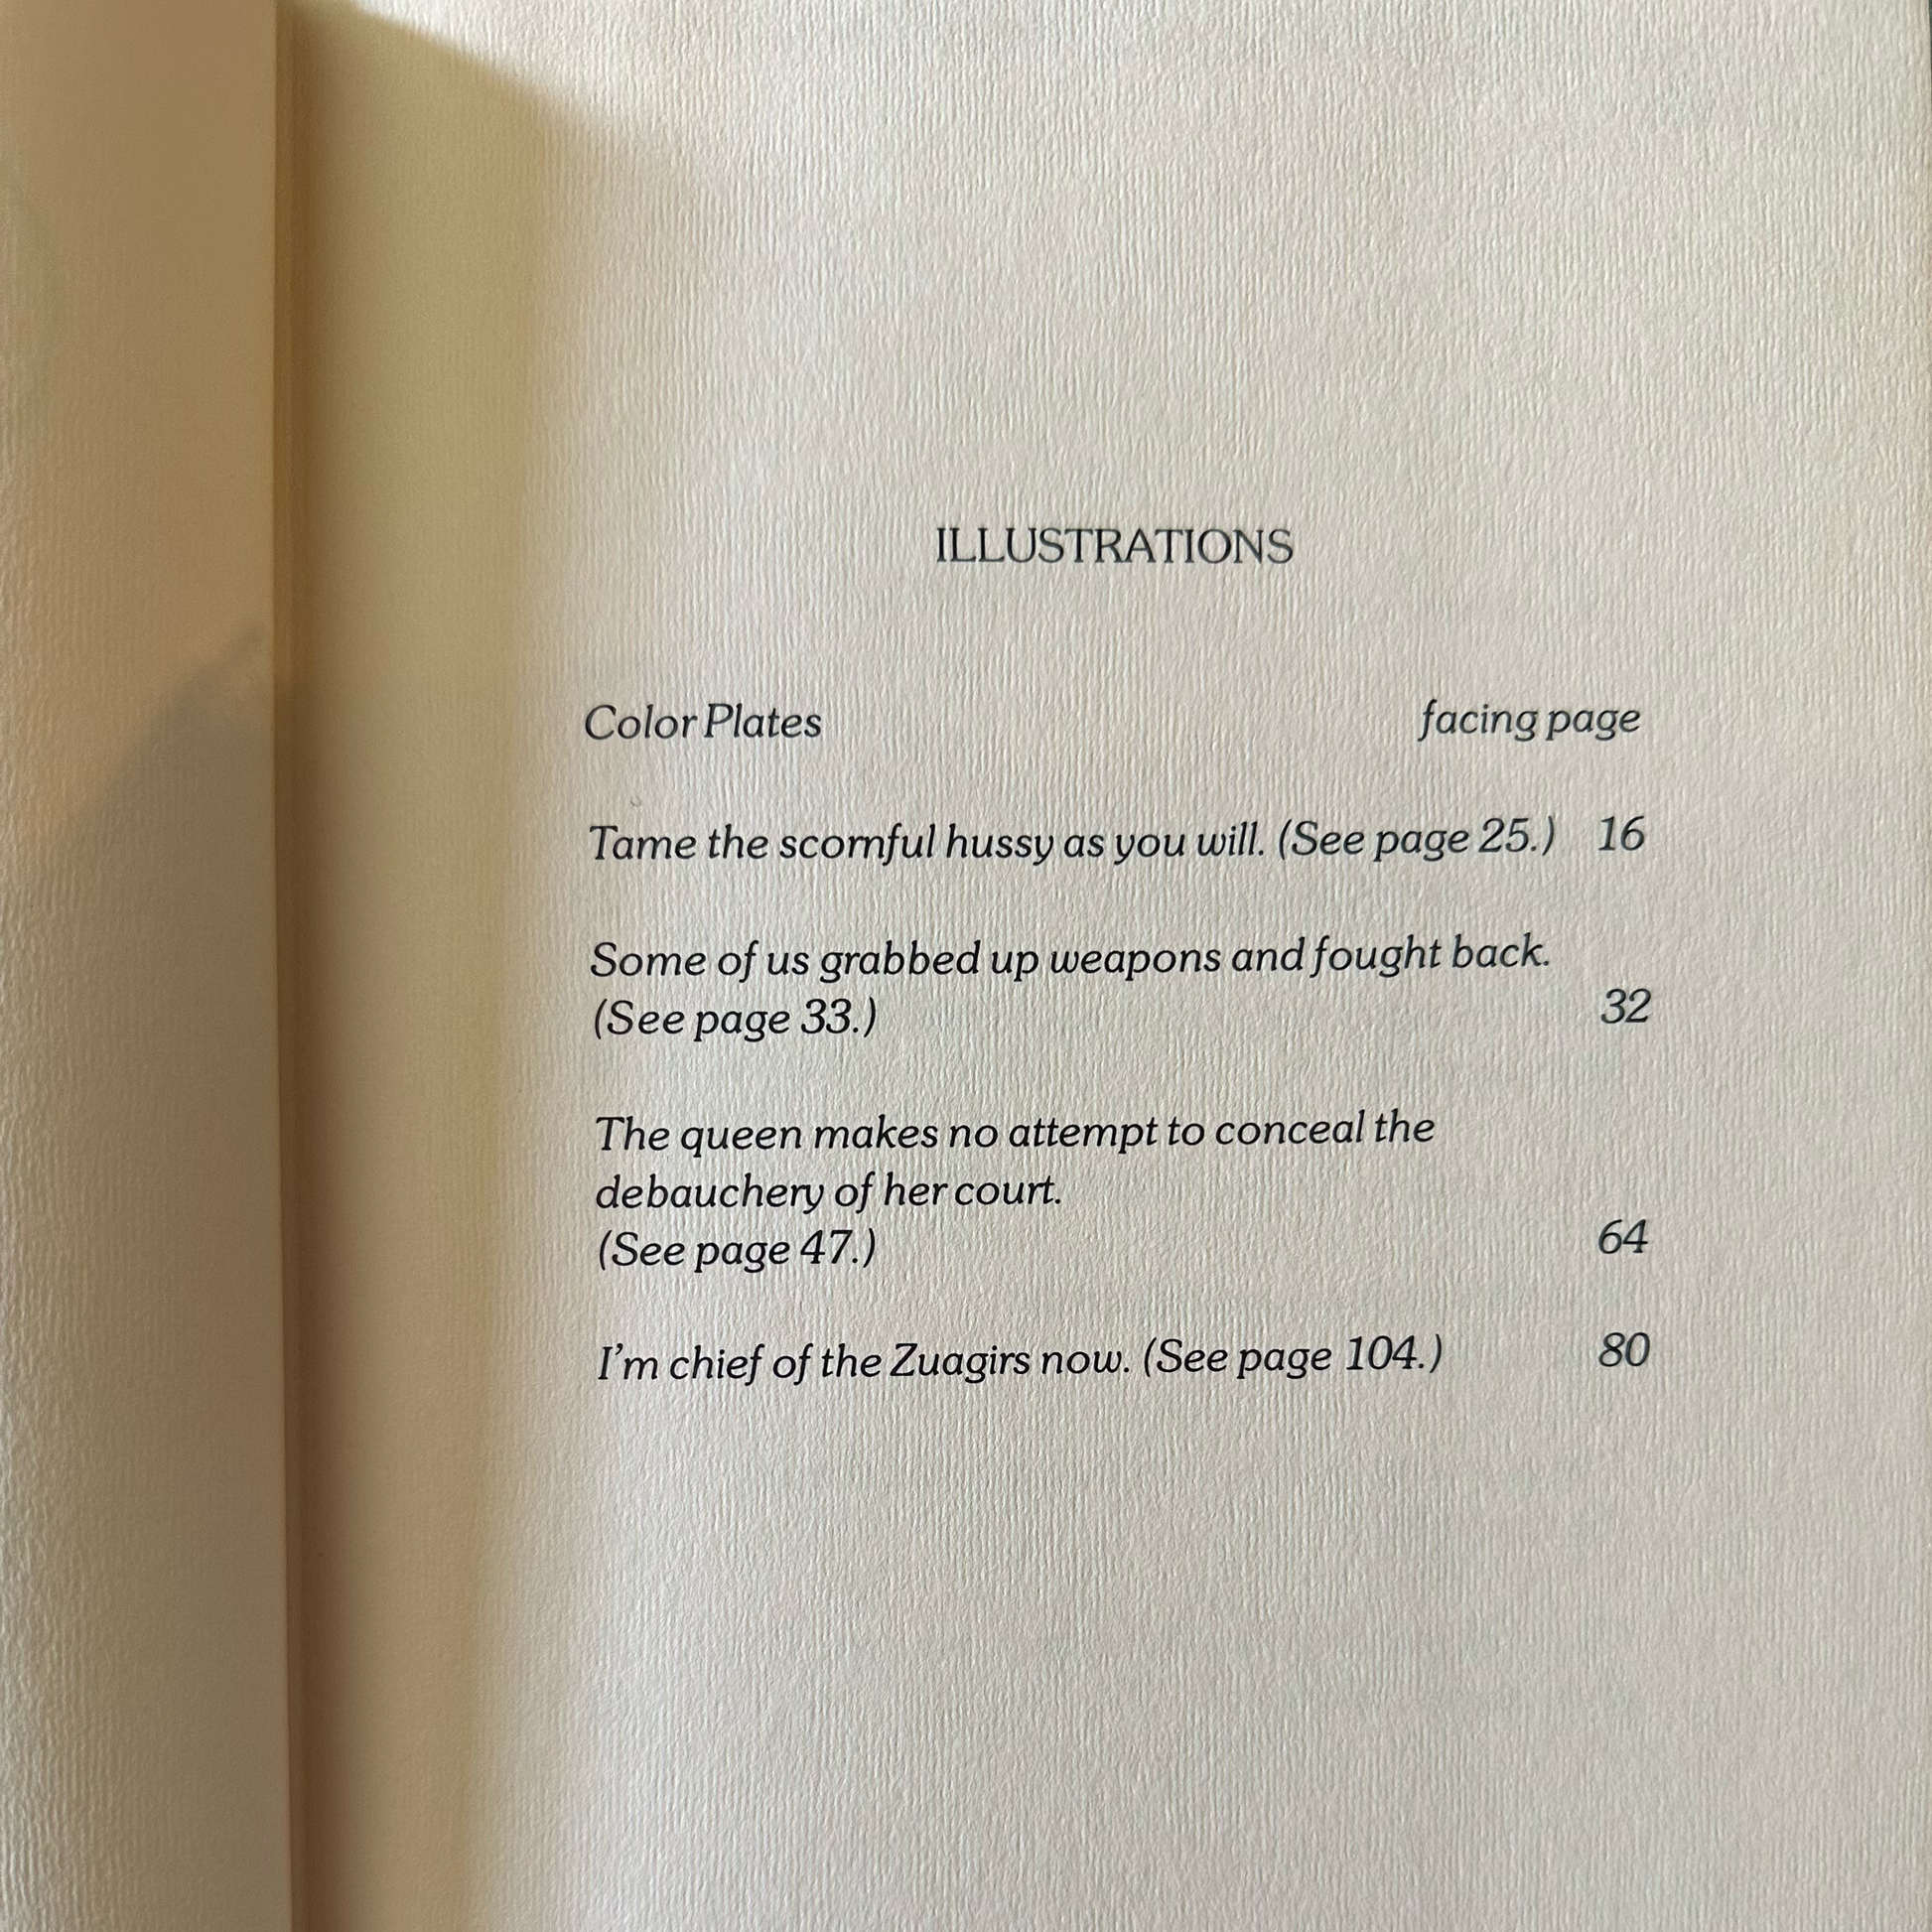 ILLUSTRATIONS
Color Plates facing page
Tame the scornful hussy as you will. (See page 25.) 16
Some of us grabbed up weapons and fought back.
(See page 33.) 32
The queen makes no attempt to conceal the
debauchery of her court.
(See page 47.) 64
I'm chief of the Zuagirs now. (See page 104.) 80